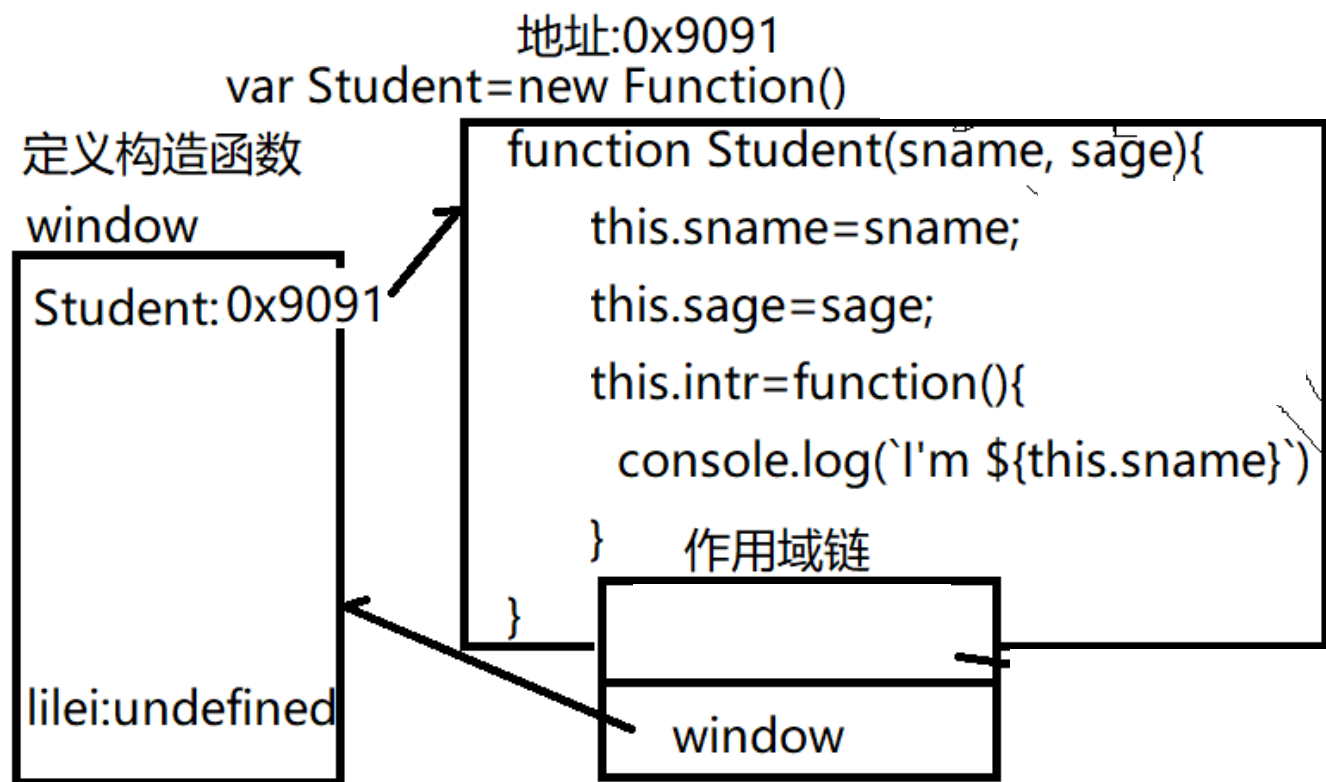 地址:0x9091
var Student=new Function()
定义构造函数
window
Student:0x9091
lilei:undefined
function Student(sname, sage){
this.sname=sname;
this.sage=sage;
this.intr=function(){
console.log(`I'm ${this.sname}`)
}
作用域链
}
window